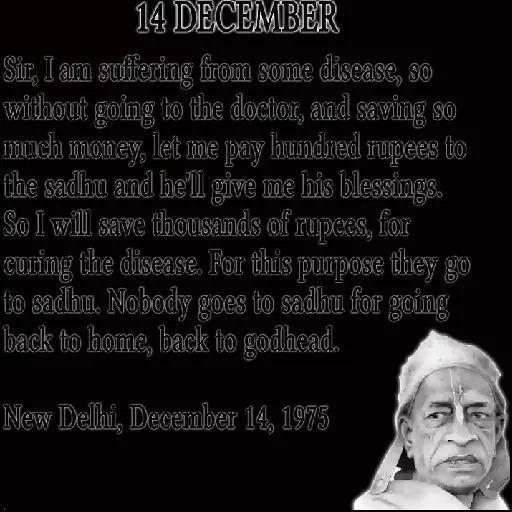 14 DECEMBER
Sir, I am suffering from some disease, so
without going to the doctor, and saving so
much money, let me pay hundred rupees to
the sadhu and he'll give me his blessings.
So I will save thousands of rupees, for
curing the disease. For this purpose they go
to sadhu. Nobody goes to sadhu for going
back to home, back to godhead.
New Delhi, December 14, 1975